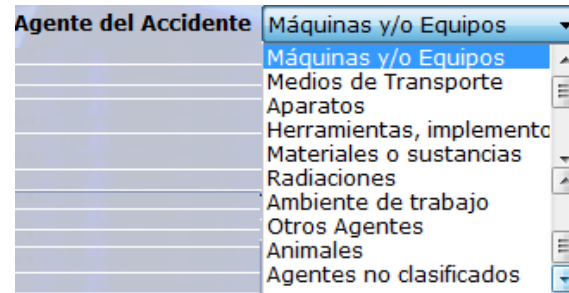 Agente del Accidente Máquinas y/o Equipos
Máquinas y/o Equipos
Medios de Transporte
Aparatos
Herramientas, implemento
Materiales o sustancias
Radiaciones
Ambiente de trabajo
Otros Agentes
Animales
Agentes no clasificados